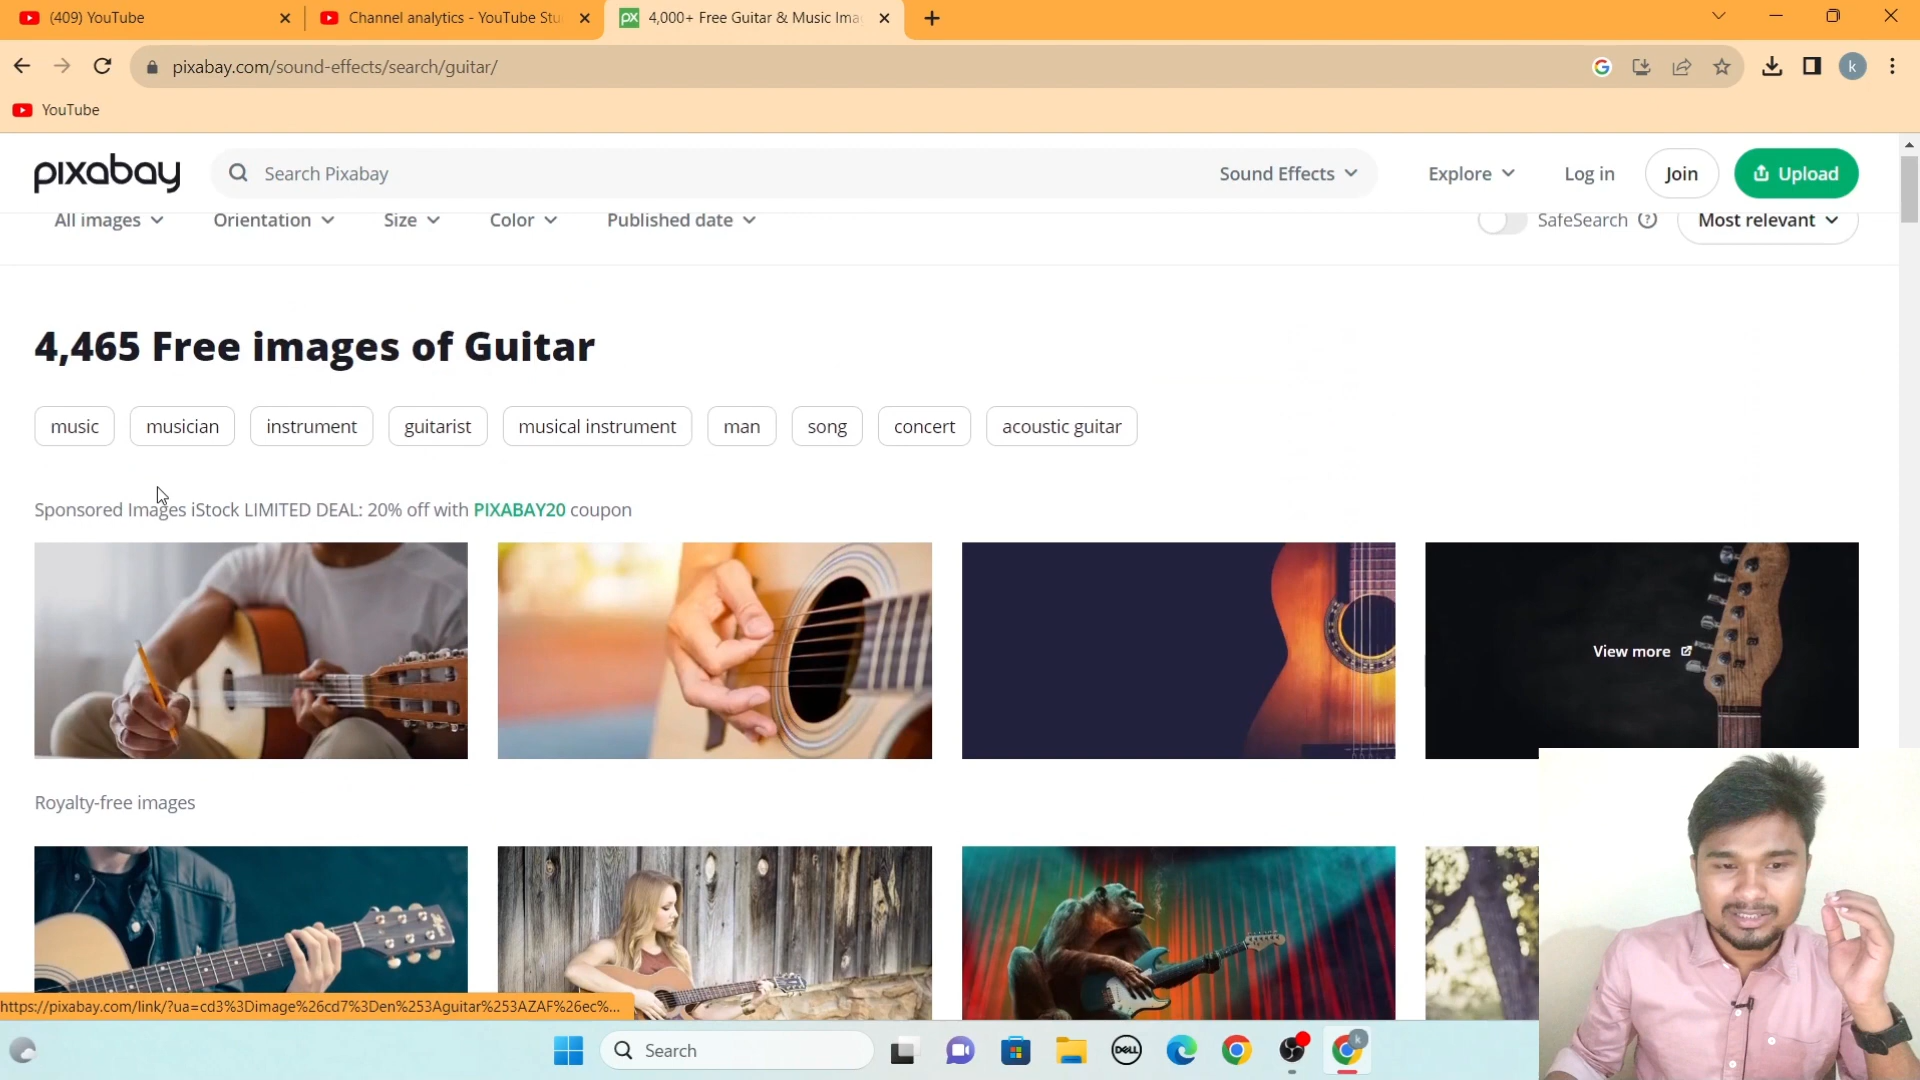 (409) YouTube
Channel analytics - YouTube Stu
px 4,000+ Free Guitar & Music Ima
pixabay.com/sound-effects/search/guitar/
k
YouTube
pixabay
Search Pixabay
Sound Effects
Explore
Log in
Join
Upload
All images
Orientation
Size
Color
Published date
SafeSearch
Most relevant
4,465 Free images of Guitar
music
musician
instrument
guitarist
musical instrument
man
song
concert
acoustic guitar
Sponsored Images iStock LIMITED DEAL: 20% off with PIXABAY20 coupon
View more
Royalty-free images
https://pixabay.com/link/?ua=cd3%3Dimage%26cd7%3Den%253Aguitar%253AZAF%26ec%...
Search
DELL
k